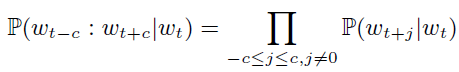 ℙ(w_{t−c} : w_{t+c}|w_t) = ∏_{−c≤j≤c,j≠0} ℙ(w_{t+j}|w_t)